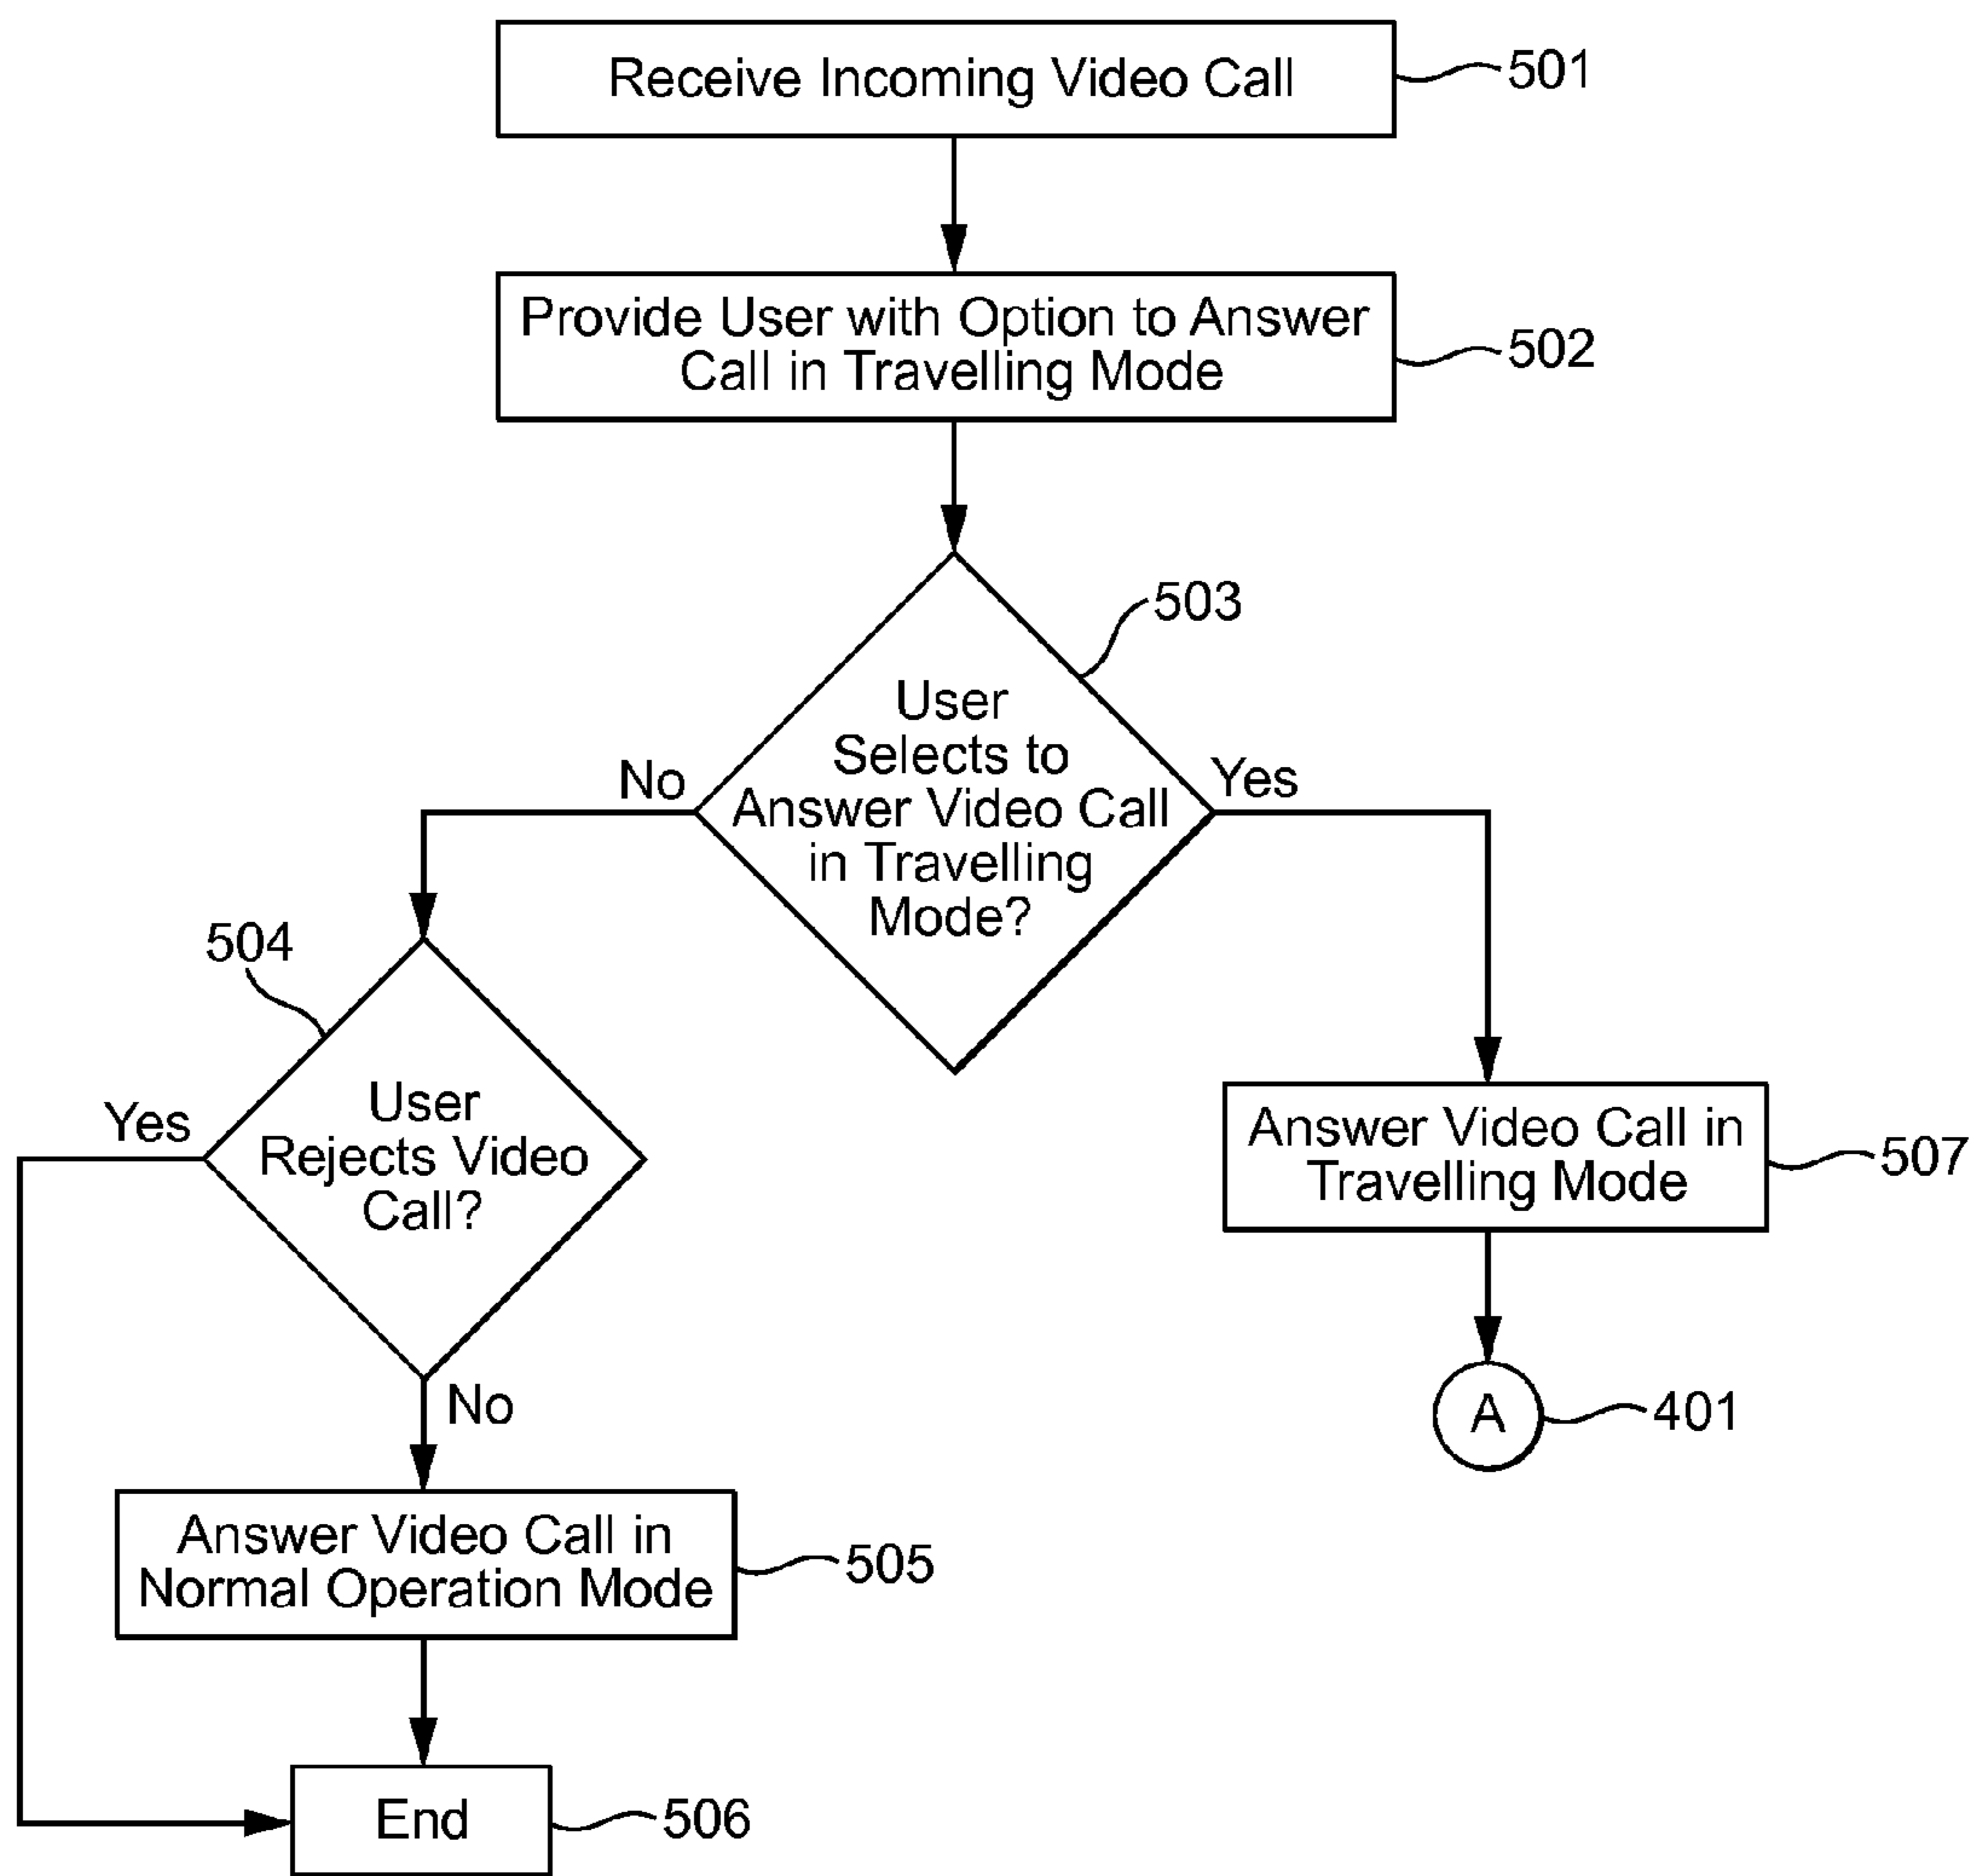 Receive Incoming Video Call
501
Provide User with Option to Answer
Call in Travelling Mode
502
503
User
Selects to
Answer Video Call
in Travelling
Mode?
No
Yes
504
User
Rejects Video
Call?
Yes
No
Answer Video Call in
Travelling Mode
507
A
401
Answer Video Call in
Normal Operation Mode
505
End
506